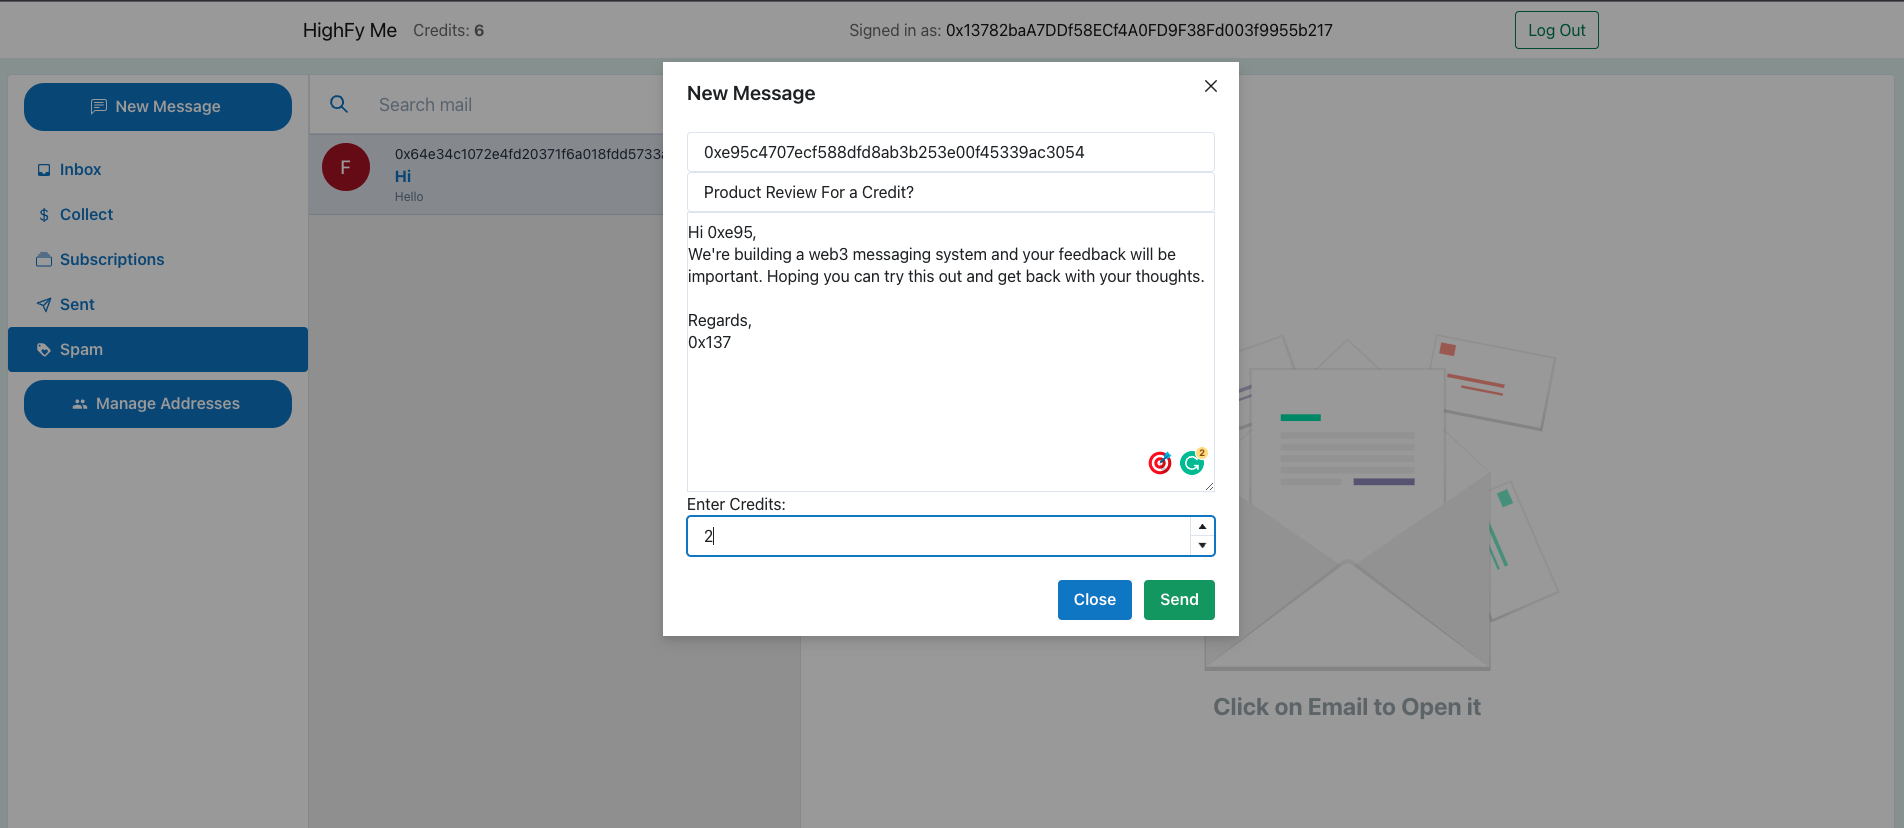 HighFy Me
Credits: 6
Signed in as: 0x13782baA7DDf58ECf4A0FD9F38Fd003f9955b217
Log Out
New Message
Inbox
Collect
Subscriptions
Sent
Spam
Manage Addresses
Search mail
F
0x64e34c1072e4fd20371f6a018fdd5733a
Hi
Hello
New Message
0xe95c4707ecf588dfd8ab3b253e00f45339ac3054
Product Review For a Credit?
Hi 0xe95,
We're building a web3 messaging system and your feedback will be
important. Hoping you can try this out and get back with your thoughts.
Regards,
0x137
2
Enter Credits:
2
Close
Send
Click on Email to Open it